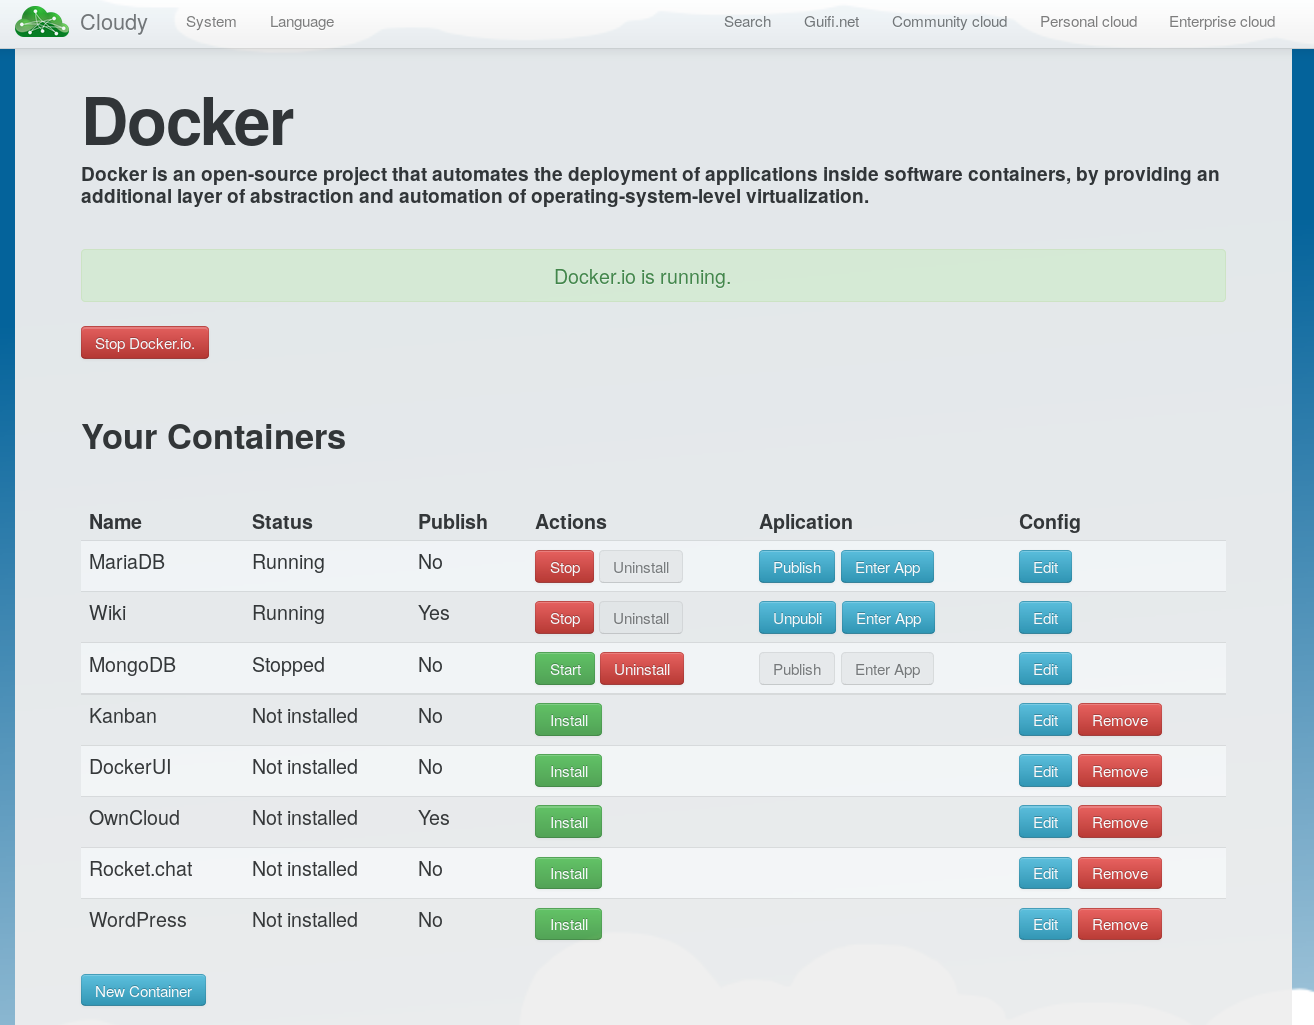 Cloudy System Language Search Guifi.net Community cloud Personal cloud Enterprise cloud
Docker
Docker is an open-source project that automates the deployment of applications inside software containers, by providing an
additional layer of abstraction and automation of operating-system-level virtualization.
Docker.io is running.
Stop Docker.io.
Your Containers
Name Status Publish Actions Aplication Config
MariaDB Running No Stop Uninstall Publish Enter App Edit
Wiki Running Yes Stop Uninstall Unpubli Enter App Edit
MongoDB Stopped No Start Uninstall Publish Enter App Edit
Kanban Not installed No Install Edit Remove
DockerUI Not installed No Install Edit Remove
OwnCloud Not installed Yes Install Edit Remove
Rocket.chat Not installed No Install Edit Remove
WordPress Not installed No Install Edit Remove
New Container